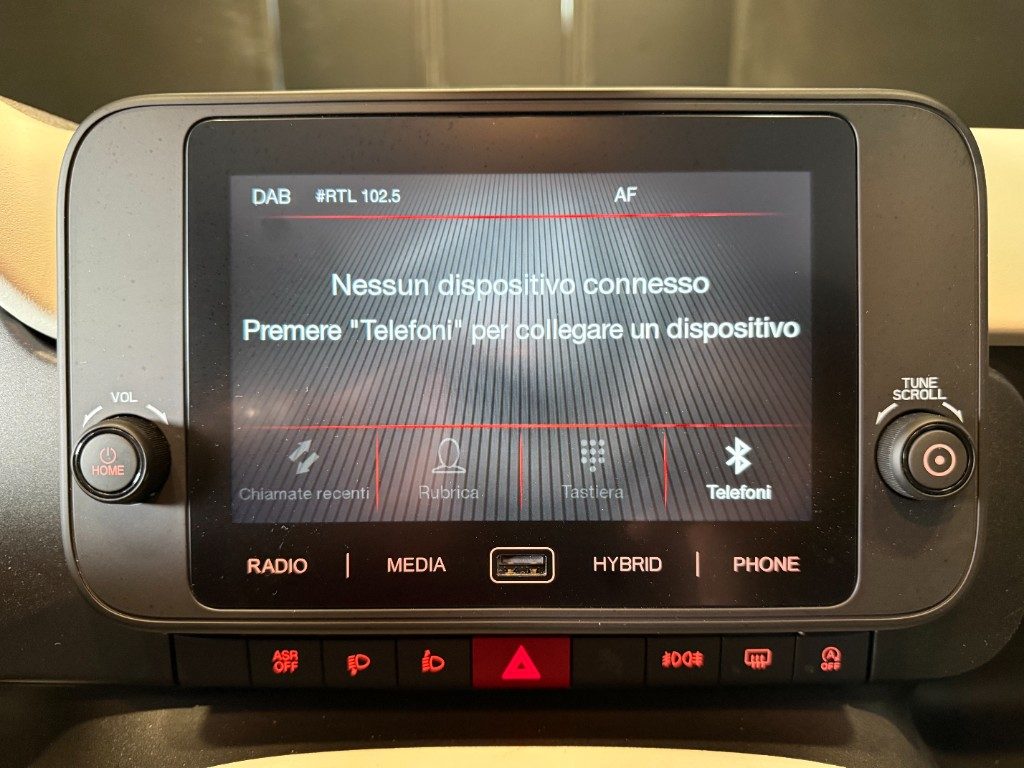 DAB #RTL 102.5 AF
Nessun dispositivo connesso
Premere "Telefoni" per collegare un dispositivo
VOL
TUNE
SCROLL
HOME
Chiamate recenti Rubrica Tastiera Telefoni
RADIO MEDIA HYBRID PHONE
ASR
OFF
A
OFF